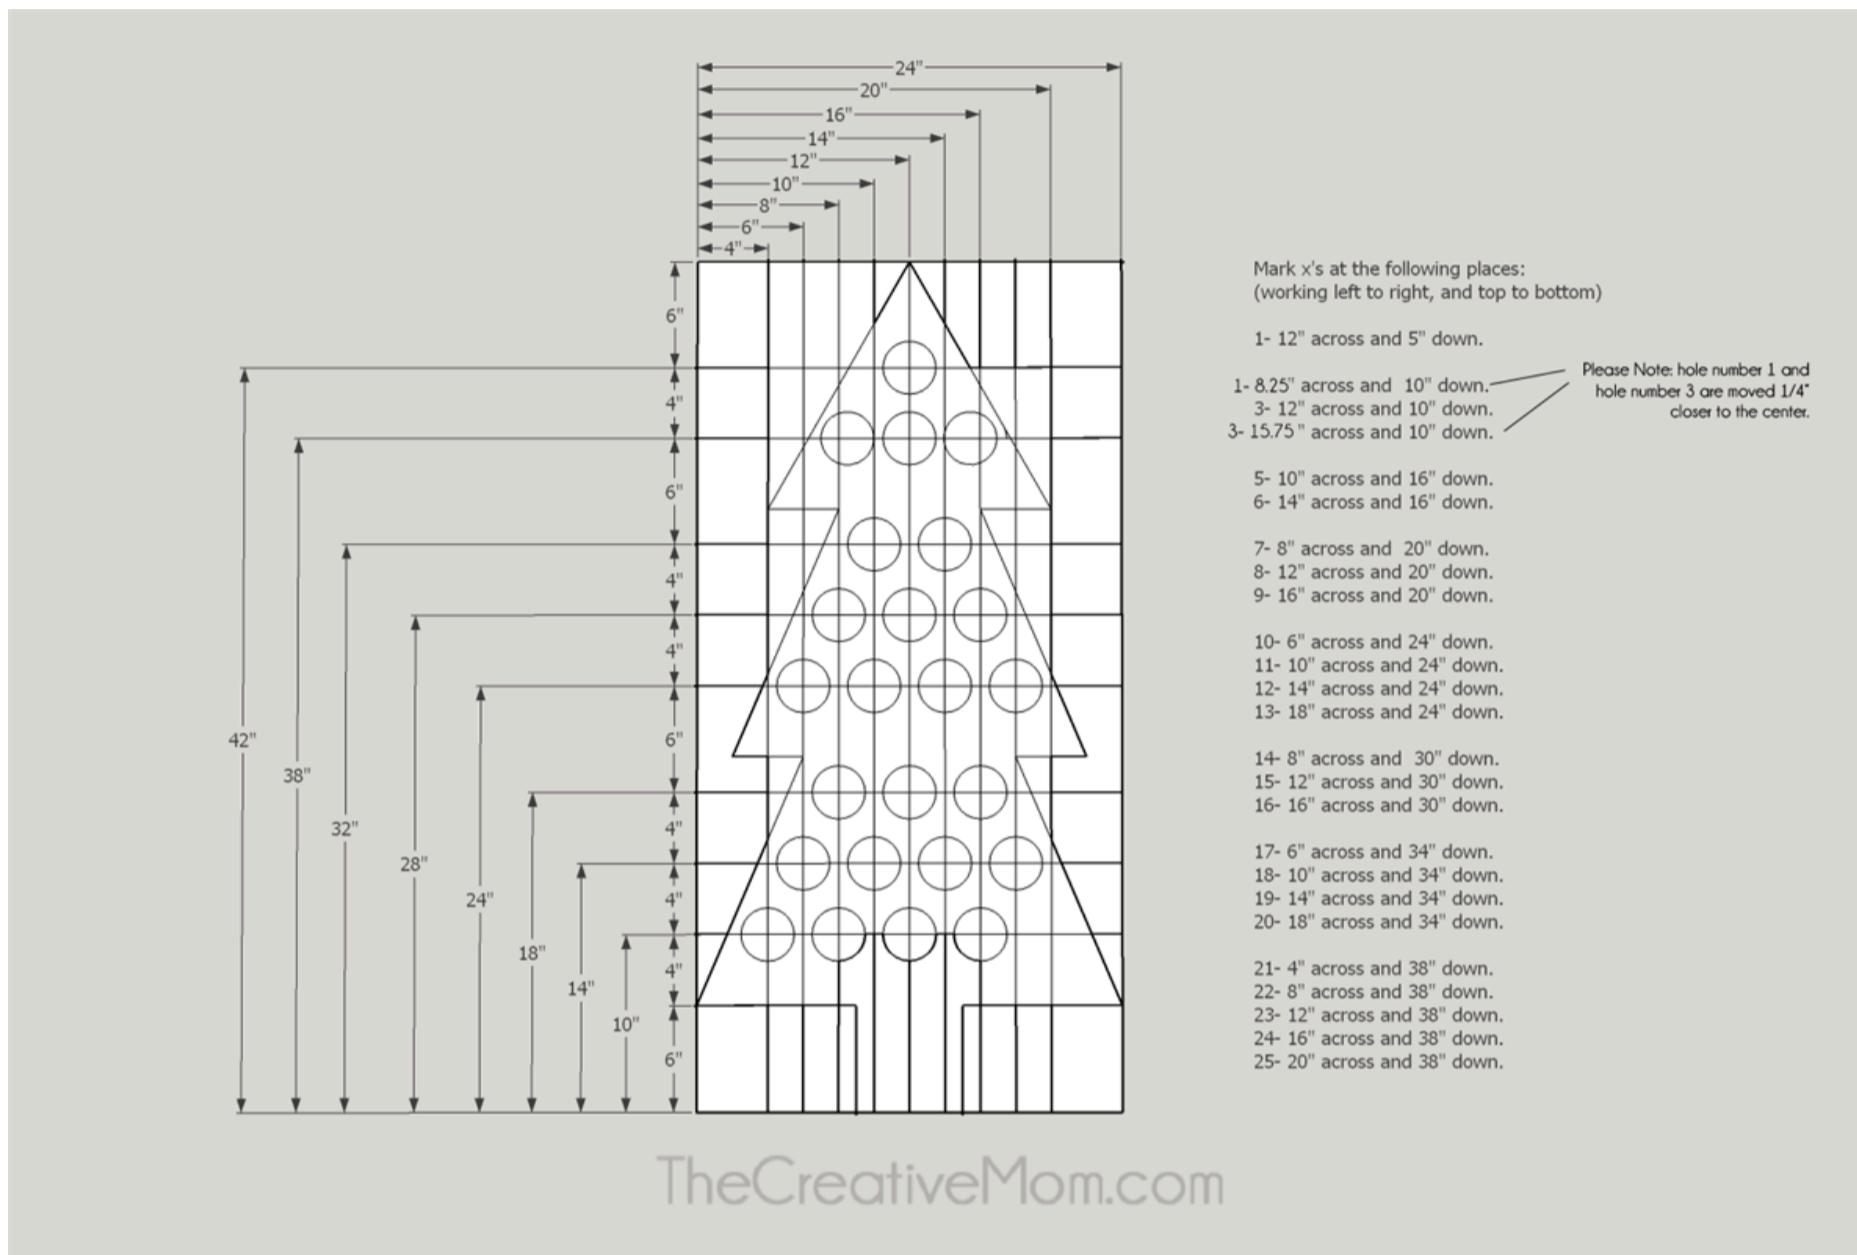 24"
20"
16"
14"
12"
10"
8"
6"
4"
6"
4"
6"
4"
4"
6"
4"
4"
4"
6"
42"
38"
32"
28"
24"
18"
14"
10"
Mark x's at the following places:
(working left to right, and top to bottom)
1- 12" across and 5" down.
1- 8.25" across and 10" down.
3- 12" across and 10" down.
3- 15.75 " across and 10" down.
Please Note: hole number 1 and
hole number 3 are moved 1/4"
closer to the center.
5- 10" across and 16" down.
6- 14" across and 16" down.
7- 8" across and 20" down.
8- 12" across and 20" down.
9- 16" across and 20" down.
10- 6" across and 24" down.
11- 10" across and 24" down.
12- 14" across and 24" down.
13- 18" across and 24" down.
14- 8" across and 30" down.
15- 12" across and 30" down.
16- 16" across and 30" down.
17- 6" across and 34" down.
18- 10" across and 34" down.
19- 14" across and 34" down.
20- 18" across and 34" down.
21- 4" across and 38" down.
22- 8" across and 38" down.
23- 12" across and 38" down.
24- 16" across and 38" down.
25- 20" across and 38" down.
TheCreativeMom.com